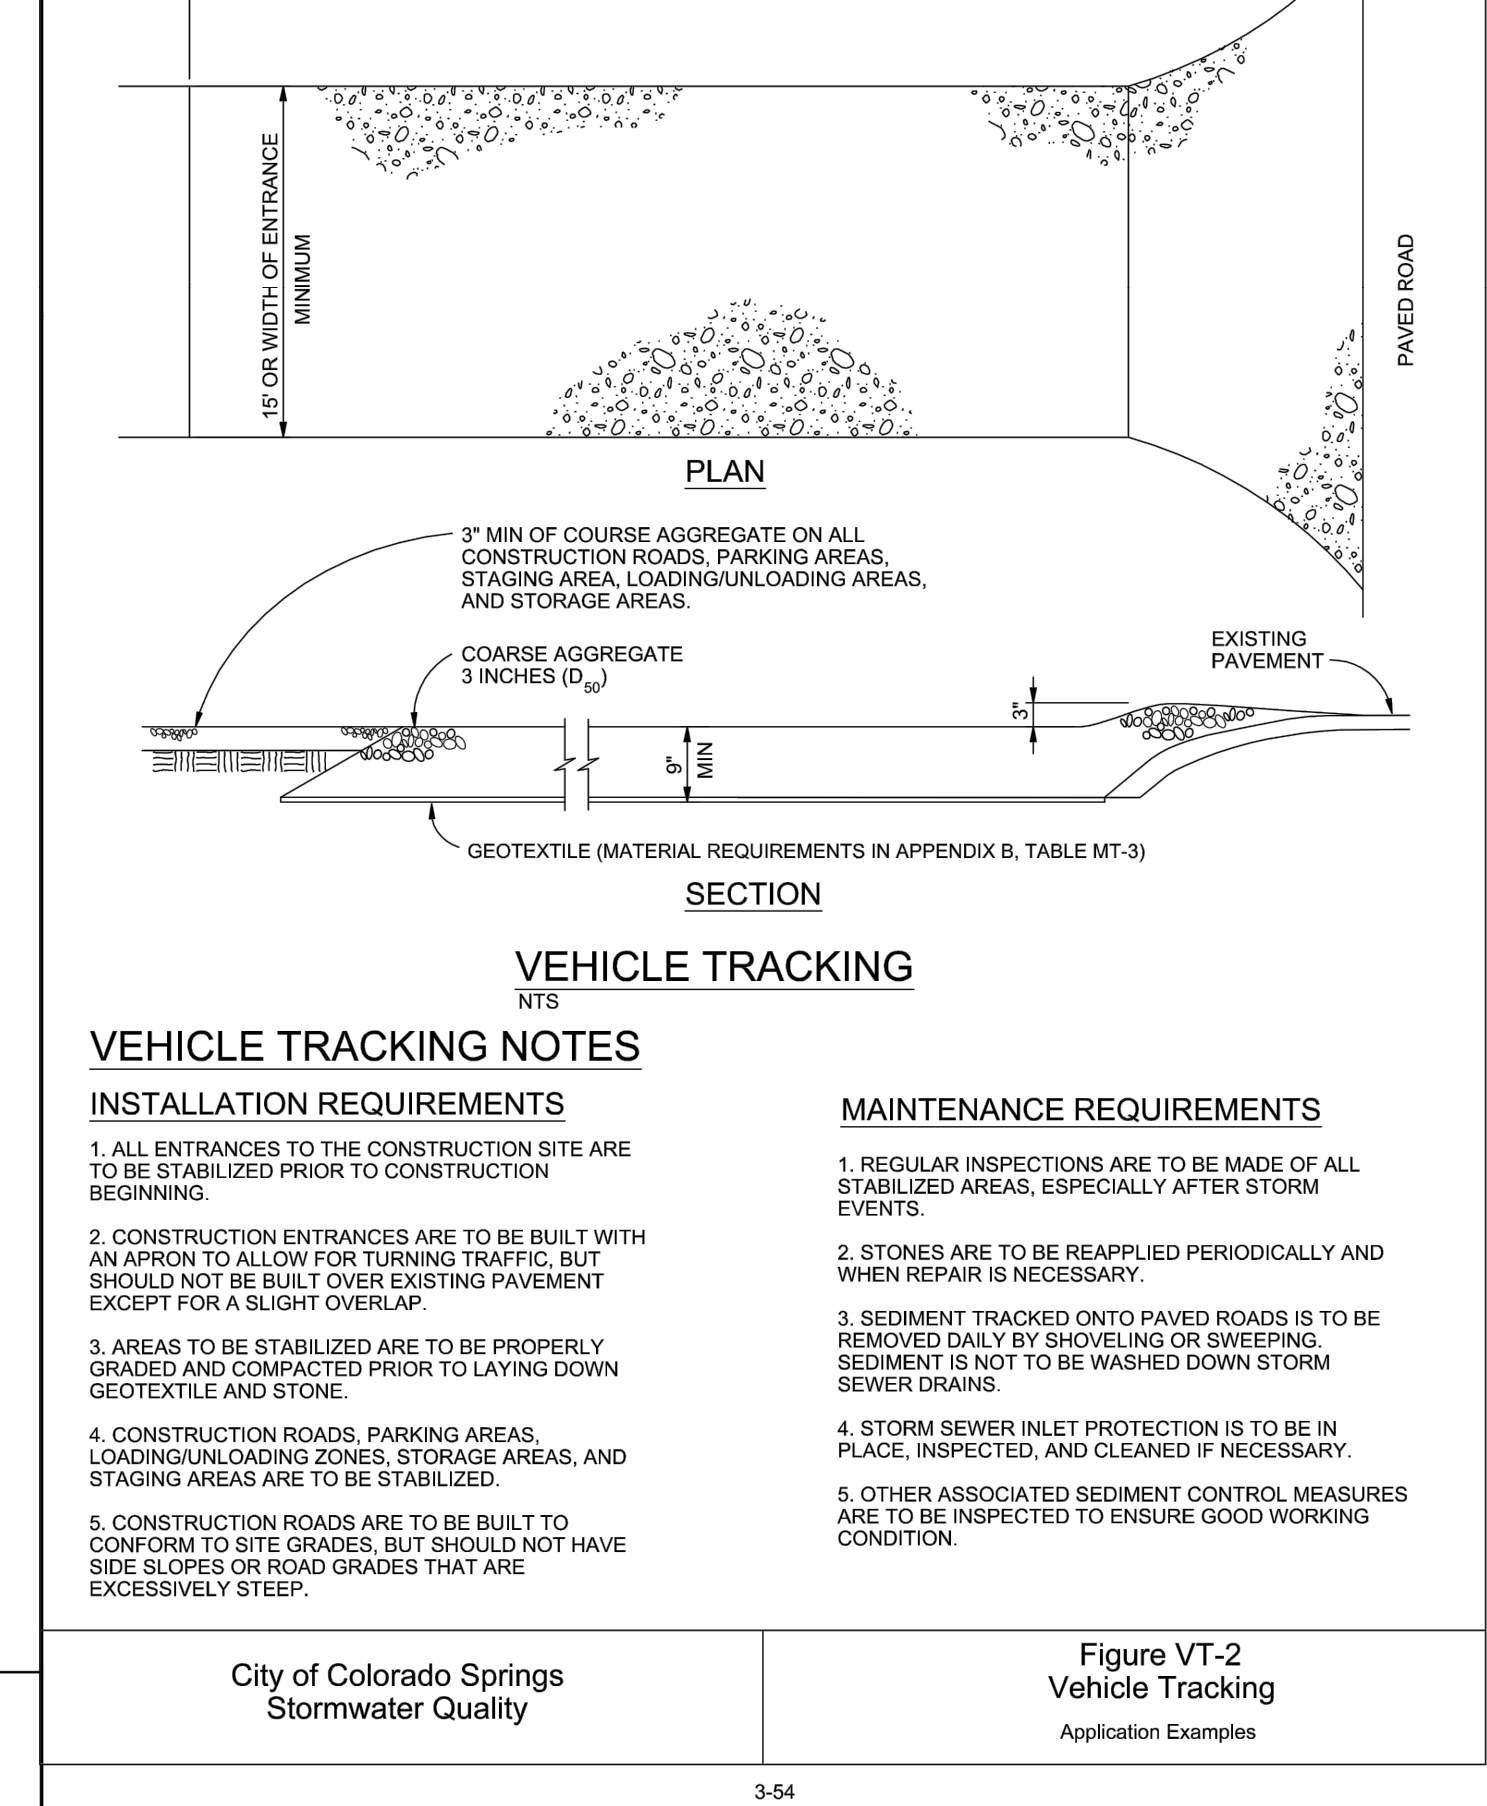 15' OR WIDTH OF ENTRANCE
MINIMUM
PAVED ROAD
PLAN
3" MIN OF COURSE AGGREGATE ON ALL
CONSTRUCTION ROADS, PARKING AREAS,
STAGING AREA, LOADING/UNLOADING AREAS,
AND STORAGE AREAS.
COARSE AGGREGATE
3 INCHES (D50)
EXISTING
PAVEMENT
3"
9"
MIN
GEOTEXTILE (MATERIAL REQUIREMENTS IN APPENDIX B, TABLE MT-3)
SECTION
VEHICLE TRACKING
NTS
VEHICLE TRACKING NOTES
INSTALLATION REQUIREMENTS
1. ALL ENTRANCES TO THE CONSTRUCTION SITE ARE
TO BE STABILIZED PRIOR TO CONSTRUCTION
BEGINNING.
2. CONSTRUCTION ENTRANCES ARE TO BE BUILT WITH
AN APRON TO ALLOW FOR TURNING TRAFFIC, BUT
SHOULD NOT BE BUILT OVER EXISTING PAVEMENT
EXCEPT FOR A SLIGHT OVERLAP.
3. AREAS TO BE STABILIZED ARE TO BE PROPERLY
GRADED AND COMPACTED PRIOR TO LAYING DOWN
GEOTEXTILE AND STONE.
4. CONSTRUCTION ROADS, PARKING AREAS,
LOADING/UNLOADING ZONES, STORAGE AREAS, AND
STAGING AREAS ARE TO BE STABILIZED.
5. CONSTRUCTION ROADS ARE TO BE BUILT TO
CONFORM TO SITE GRADES, BUT SHOULD NOT HAVE
SIDE SLOPES OR ROAD GRADES THAT ARE
EXCESSIVELY STEEP.
MAINTENANCE REQUIREMENTS
1. REGULAR INSPECTIONS ARE TO BE MADE OF ALL
STABILIZED AREAS, ESPECIALLY AFTER STORM
EVENTS.
2. STONES ARE TO BE REAPPLIED PERIODICALLY AND
WHEN REPAIR IS NECESSARY.
3. SEDIMENT TRACKED ONTO PAVED ROADS IS TO BE
REMOVED DAILY BY SHOVELING OR SWEEPING.
SEDIMENT IS NOT TO BE WASHED DOWN STORM
SEWER DRAINS.
4. STORM SEWER INLET PROTECTION IS TO BE IN
PLACE, INSPECTED, AND CLEANED IF NECESSARY.
5. OTHER ASSOCIATED SEDIMENT CONTROL MEASURES
ARE TO BE INSPECTED TO ENSURE GOOD WORKING
CONDITION.
City of Colorado Springs
Stormwater Quality
Figure VT-2
Vehicle Tracking
Application Examples
3-54